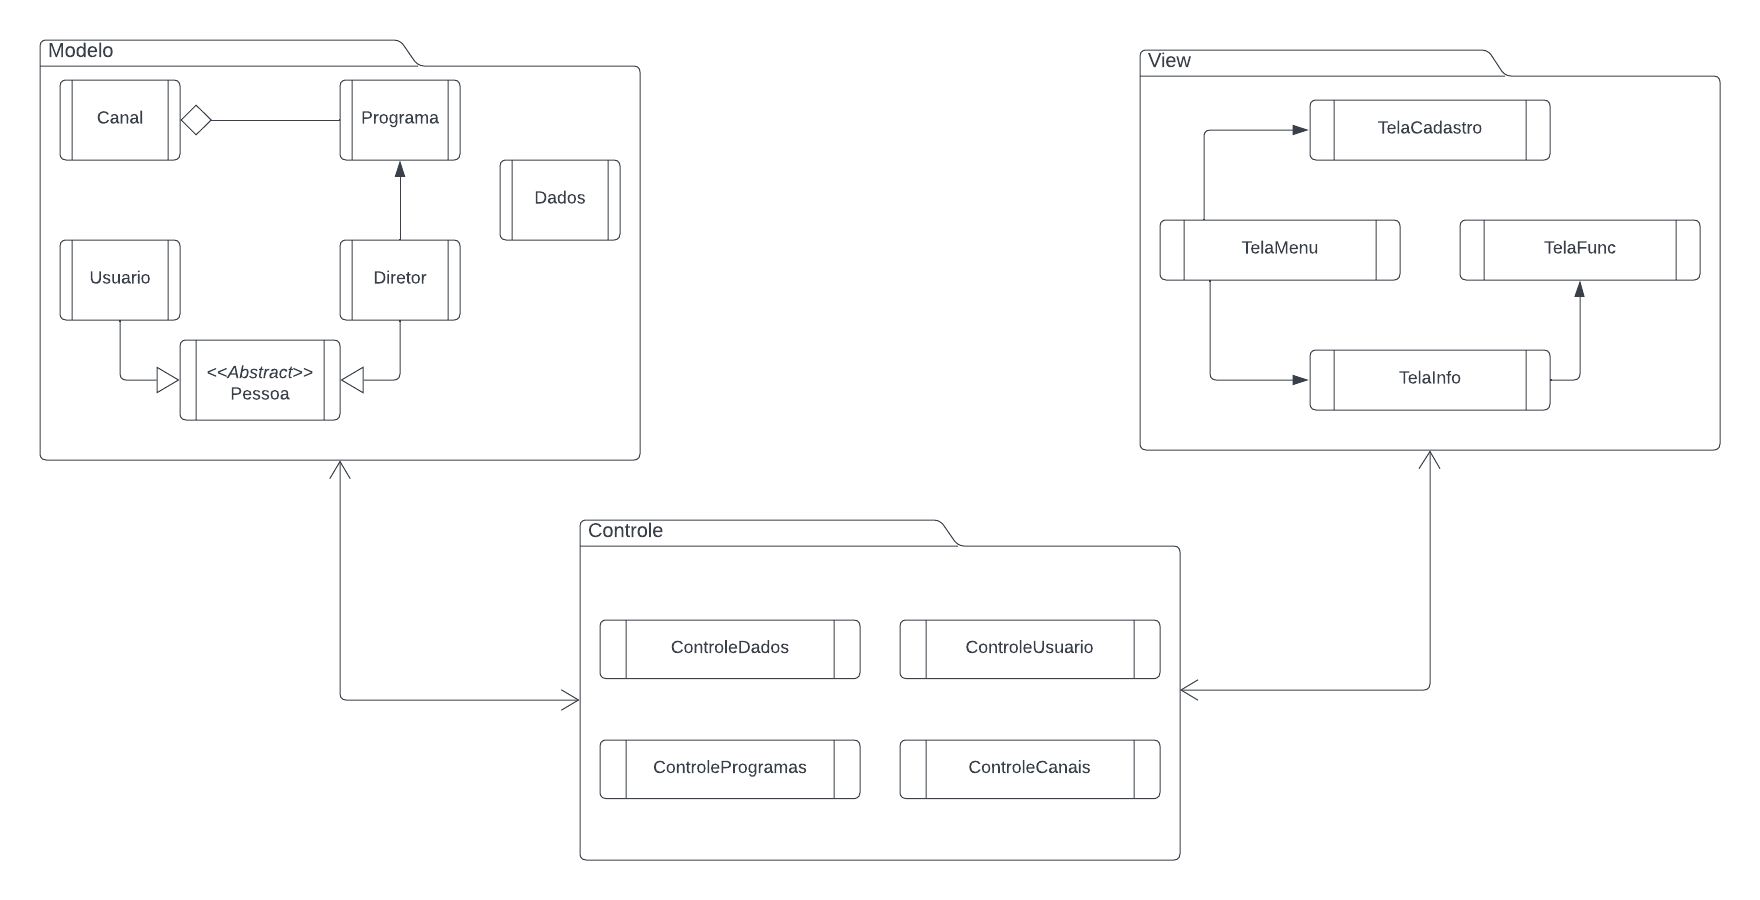 Modelo
Canal
Programa
Dados
Usuario
Diretor
<<Abstract>>
Pessoa
View
TelaCadastro
TelaMenu
TelaFunc
TelaInfo
Controle
ControleDados
ControleUsuario
ControleProgramas
ControleCanais